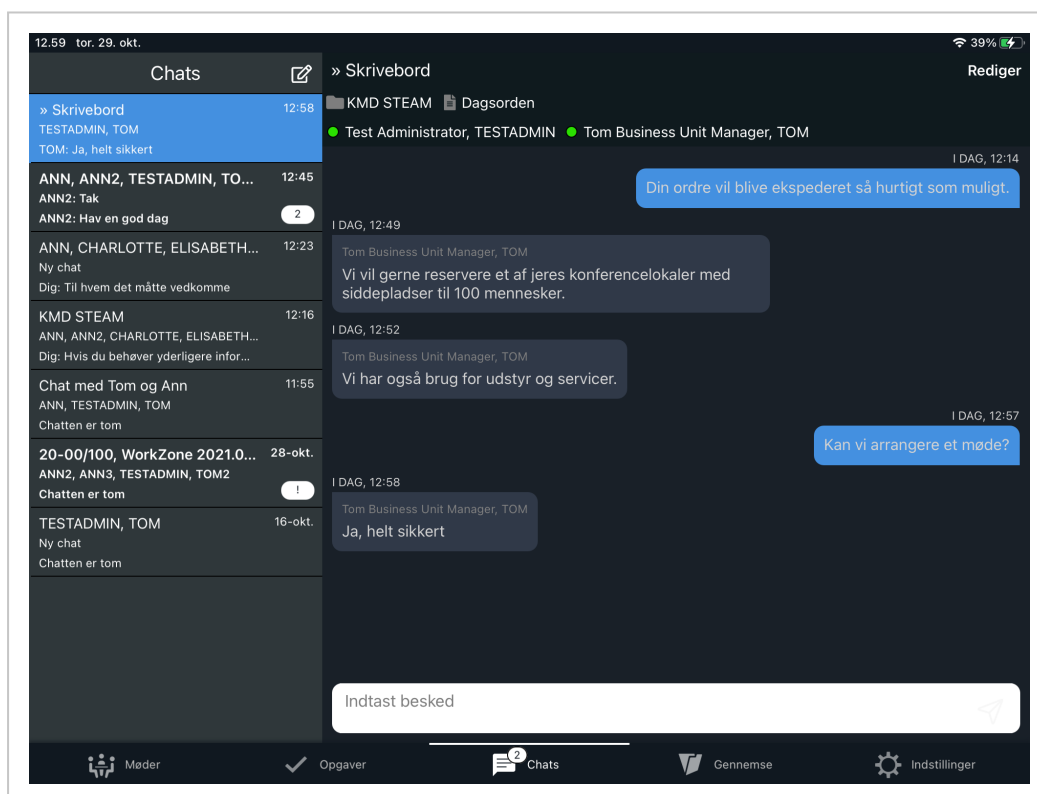 12.59 tor. 29. okt.
39%
Chats
» Skrivebord 12:58
TESTADMIN, TOM
TOM: Ja, helt sikkert
ANN, ANN2, TESTADMIN, TO... 12:45
ANN2: Tak
ANN2: Hav en god dag 2
ANN, CHARLOTTE, ELISABETH... 12:23
Ny chat
Dig: Til hvem det måtte vedkomme
KMD STEAM 12:16
ANN, ANN2, CHARLOTTE, ELISABETH...
Dig: Hvis du behøver yderligere infor...
Chat med Tom og Ann 11:55
ANN, TESTADMIN, TOM
Chatten er tom
20-00/100, WorkZone 2021.0... 28-okt.
ANN2, ANN3, TESTADMIN, TOM2
Chatten er tom !
TESTADMIN, TOM 16-okt.
Ny chat
Chatten er tom
» Skrivebord Rediger
KMD STEAM Dagsorden
Test Administrator, TESTADMIN Tom Business Unit Manager, TOM
I DAG, 12:14
Din ordre vil blive ekspederet så hurtigt som muligt.
I DAG, 12:49
Tom Business Unit Manager, TOM
Vi vil gerne reservere et af jeres konferencelokaler med
siddepladser til 100 mennesker.
I DAG, 12:52
Tom Business Unit Manager, TOM
Vi har også brug for udstyr og servicer.
I DAG, 12:57
Kan vi arrangere et møde?
I DAG, 12:58
Tom Business Unit Manager, TOM
Ja, helt sikkert
Indtast besked
Møder Opgaver 2 Chats Gennemse Indstillinger